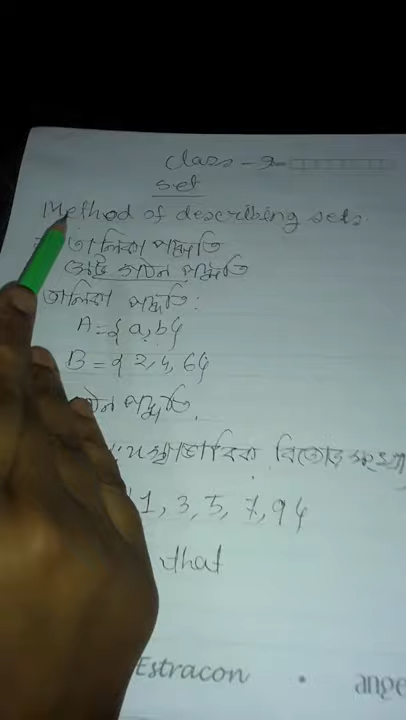 Class - 9
Set
Method of describing sets.
তালিকা পদ্ধতি
সেট গঠন পদ্ধতি
তালিকা পদ্ধতি:
A = {a, b}
B = {2, 4, 6}
গঠন পদ্ধতি.
: x স্বাভাবিক বিজোড় সংখ্যা
1, 3, 5, 7, 9}
that
Estracon • ange